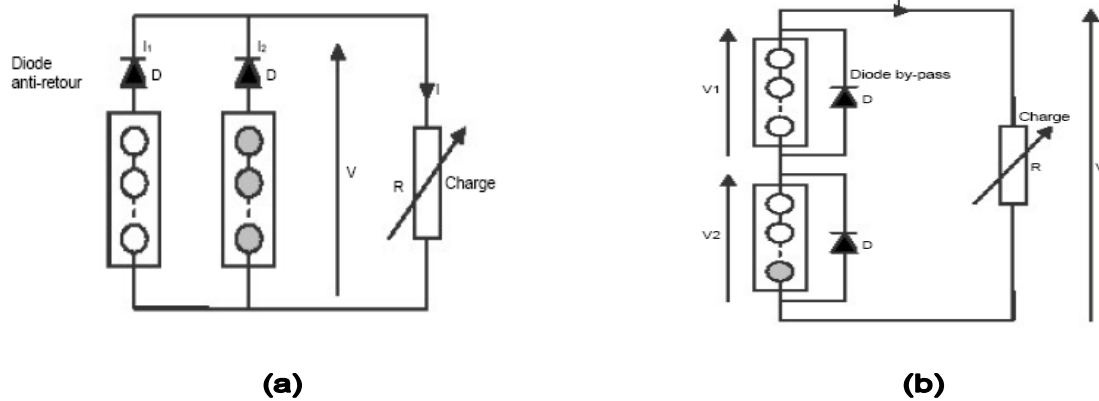 Diode
anti-retour
I₁
D
I₂
D
V
I
R
Charge
(a)
V1
Diode by-pass
D
V2
D
Charge
R
V
(b)